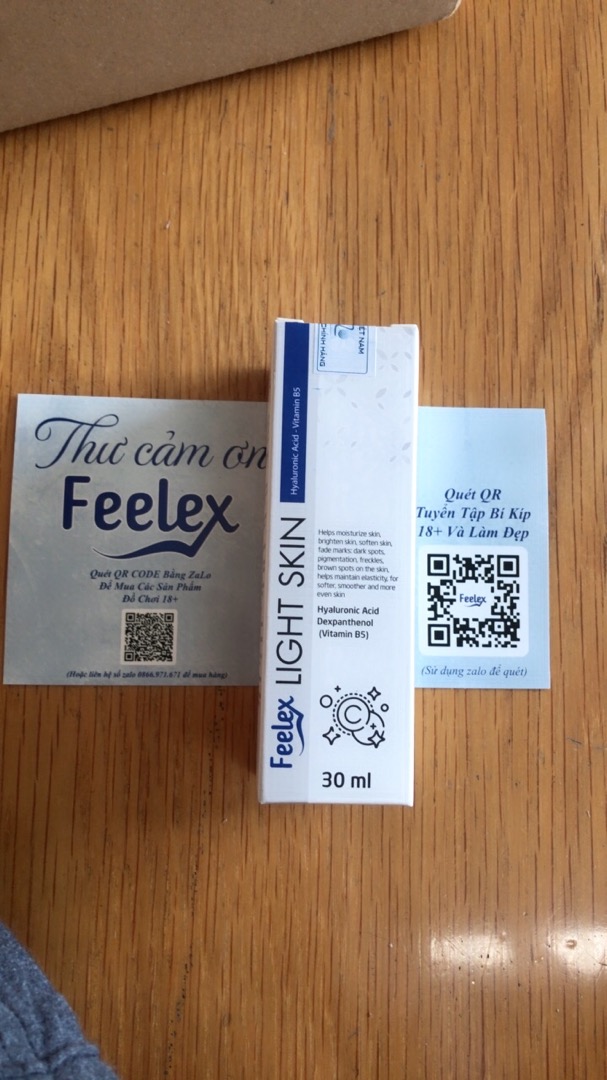 Thư cảm ơn
Feelex
Quét QR CODE Bằng ZaLo
Để Mua Các Sản Phẩm
Đồ Chơi 18+
(Hoặc liên hệ số zalo 0866.971.671 để mua hàng)
Feelex LIGHT SKIN
Hyaluronic Acid - Vitamin B5
VIỆT NAM
CHÍNH HÃNG
Helps moisturize skin,
brighten skin, soften skin,
fade marks: dark spots,
pigmentation, freckles,
brown spots on the skin,
helps maintain elasticity, for
softer, smoother and more
even skin
Hyaluronic Acid
Dexpanthenol
(Vitamin B5)
C
30 ml
Quét QR
Tuyển Tập Bí Kíp
18+ Và Làm Đẹp
Feelex
(Sử dụng zalo để quét)